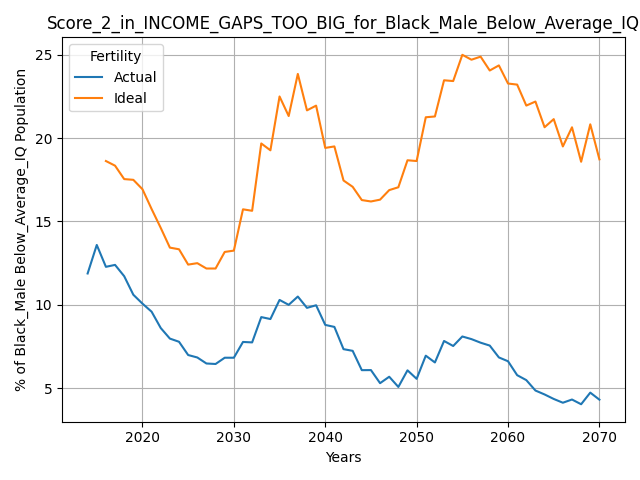 Score_2_in_INCOME_GAPS_TOO_BIG_for_Black_Male_Below_Average_IQ
Fertility
Actual
Ideal
% of Black_Male Below_Average_IQ Population
25
20
15
10
5
2020 2030 2040 2050 2060 2070
Years